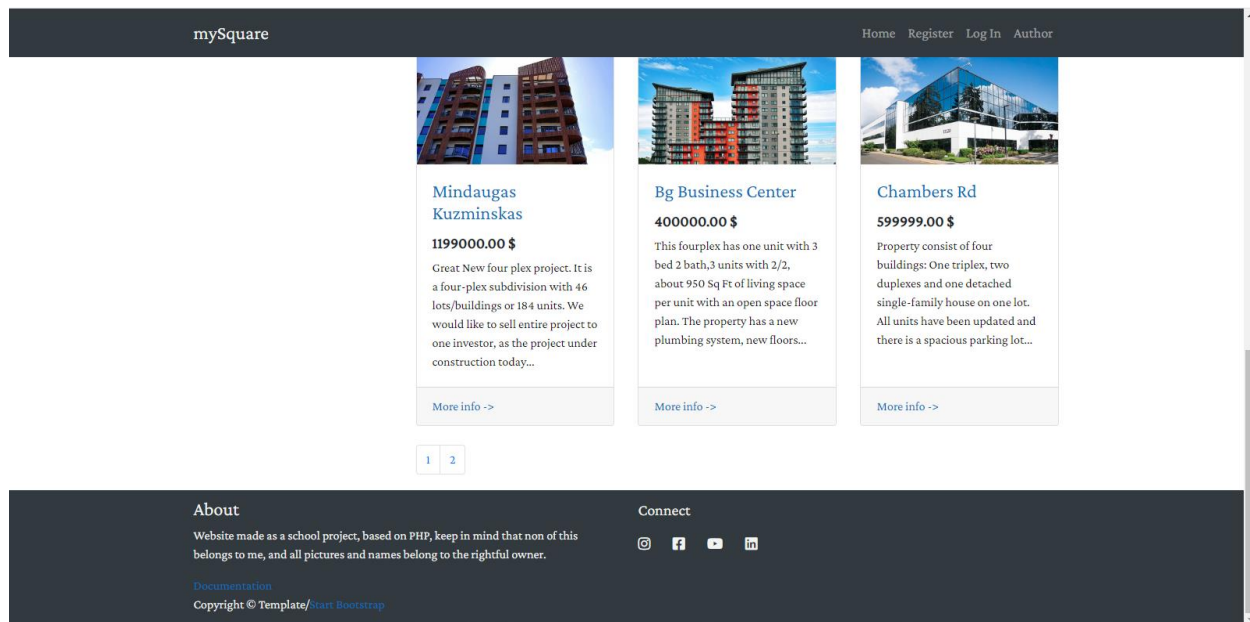 mySquare
Home Register Log In Author
Mindaugas
Kuzminskas
1199000.00 $
Great New four plex project. It is
a four-plex subdivision with 46
lots/buildings or 184 units. We
would like to sell entire project to
one investor, as the project under
construction today...
More info ->
Bg Business Center
400000.00 $
This fourplex has one unit with 3
bed 2 bath,3 units with 2/2,
about 950 Sq Ft of living space
per unit with an open space floor
plan. The property has a new
plumbing system, new floors...
More info ->
Chambers Rd
599999.00 $
Property consist of four
buildings: One triplex, two
duplexes and one detached
single-family house on one lot.
All units have been updated and
there is a spacious parking lot...
More info ->
1 2
About
Website made as a school project, based on PHP, keep in mind that non of this
belongs to me, and all pictures and names belong to the rightful owner.
Documentation
Copyright © Template/Start Bootstrap
Connect